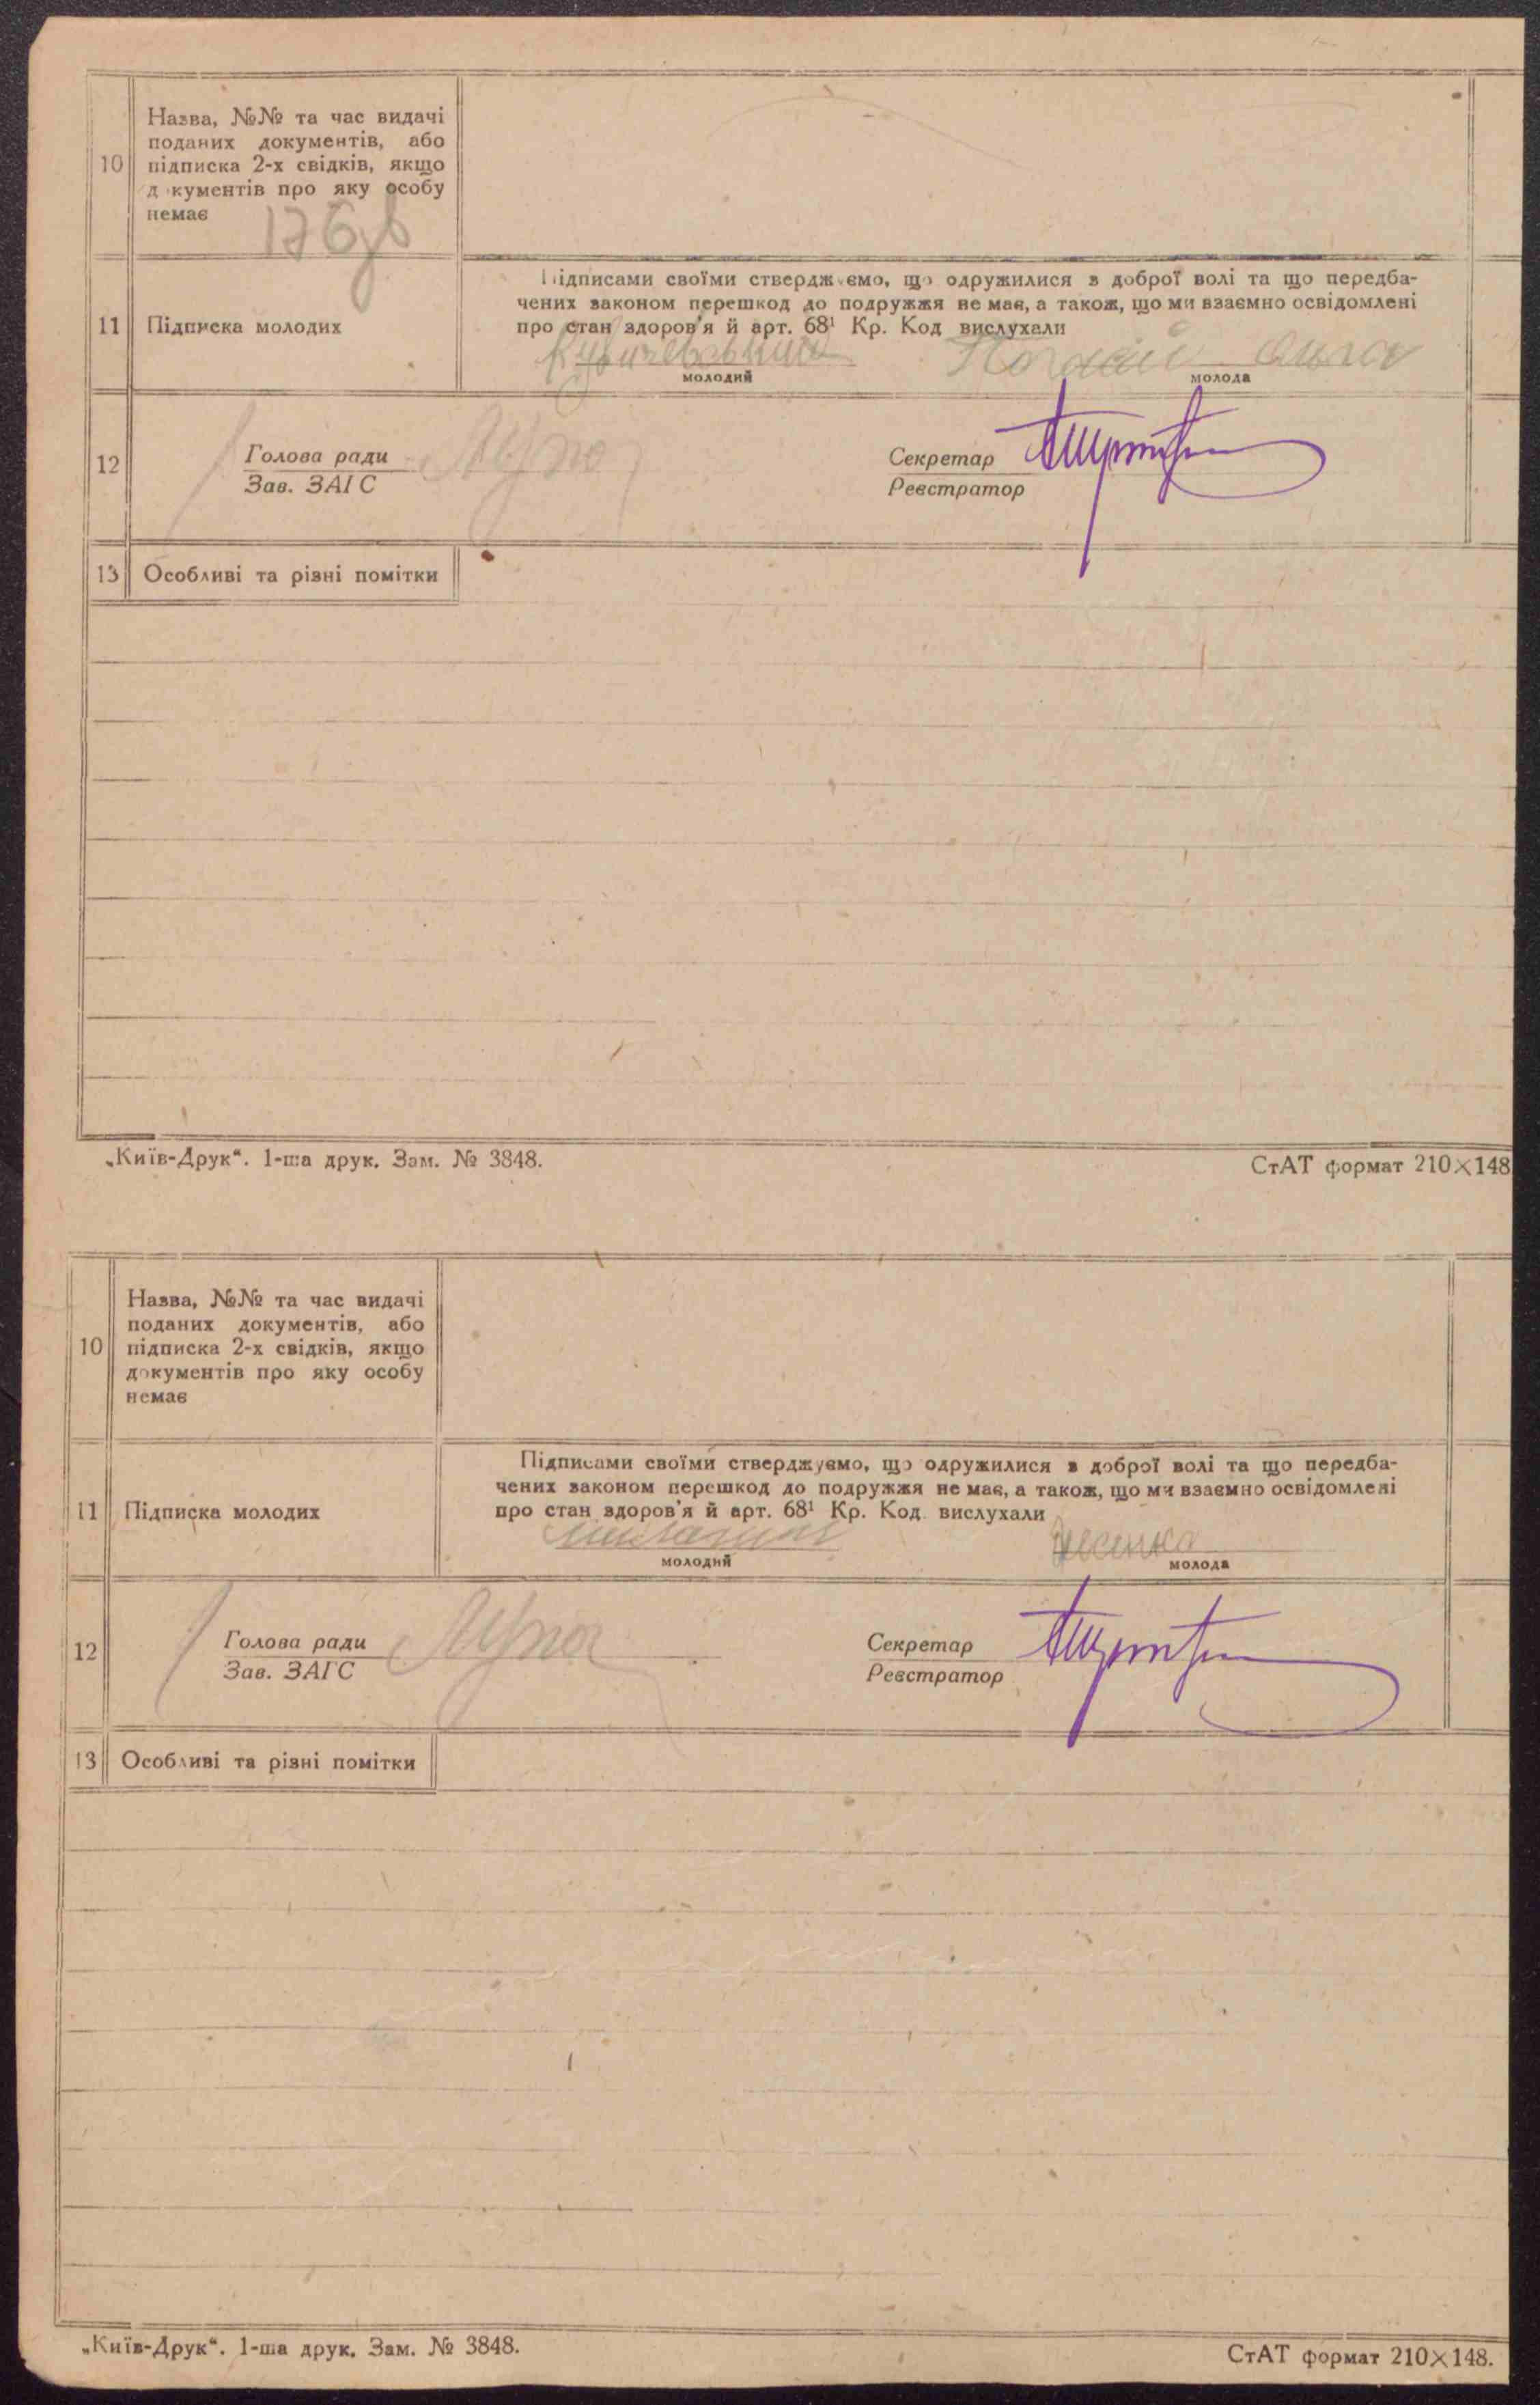 10
Назва, №№ та час видачі
поданих документів, або
підписка 2-х свідків, якщо
д кументів про яку особу
немає
176зв
11
Підписка молодих
Підписами своїми стверджуємо, що одружилися з доброї волі та що передба-
чених законом перешкод до подружжя не має, а також, що ми взаємно освідомлені
про стан здоров'я й арт. 68¹ Кр. Код вислухали
молодий
молода
12
Голова ради
Зав. ЗАГС
Секретар
Реєстратор
13
Особливі та різні помітки
„Київ-Друк“. 1-ша друк. Зам. № 3848.
СтАТ формат 210×148
10
Назва, №№ та час видачі
поданих документів, або
підписка 2-х свідків, якщо
документів про яку особу
немає
11
Підписка молодих
Підписами своїми стверджуємо, що одружилися з доброї волі та що передба-
чених законом перешкод до подружжя не має, а також, що ми взаємно освідомлені
про стан здоров'я й арт. 68¹ Кр. Код вислухали
молодий
молода
12
Голова ради
Зав. ЗАГС
Секретар
Реєстратор
13
Особливі та різні помітки
„Київ-Друк“. 1-ша друк. Зам. № 3848.
СтАТ формат 210×148.